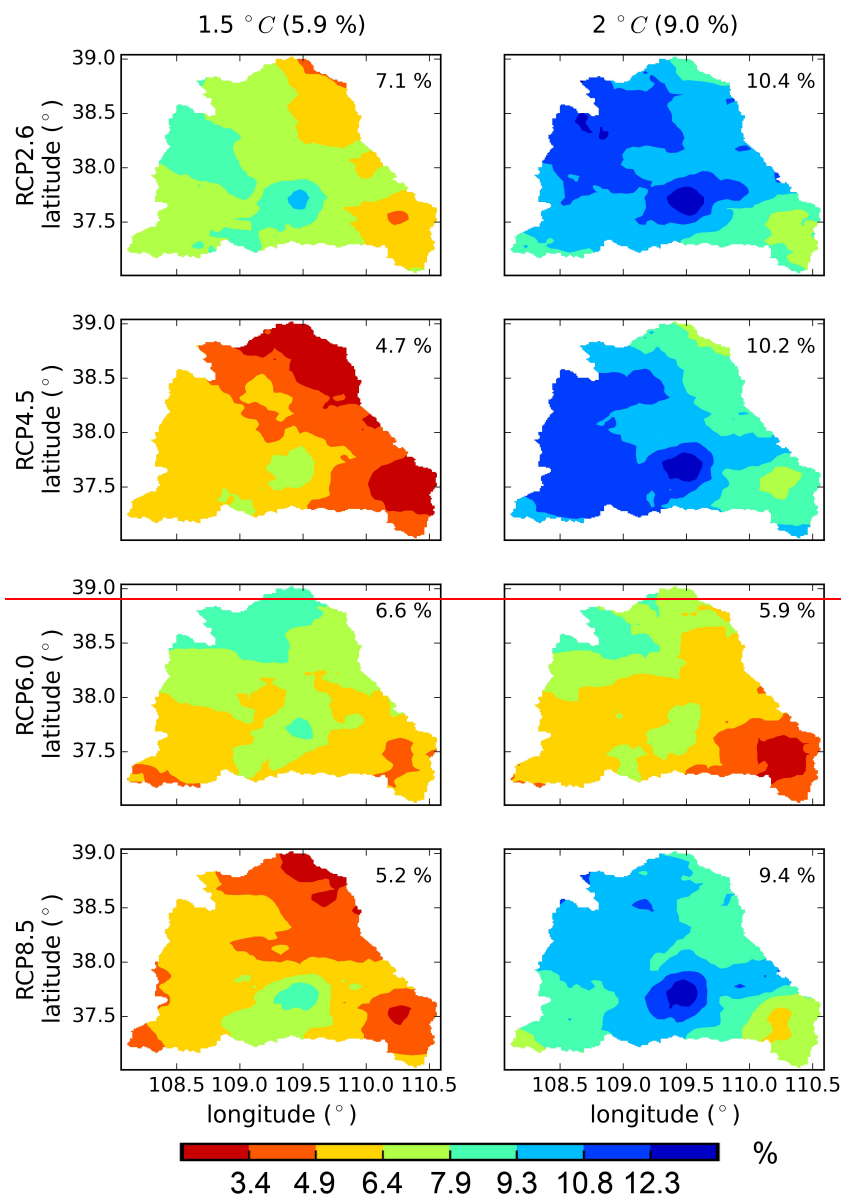 1.5 °C (5.9 %) 2 °C (9.0 %)
39.0 7.1 % 10.4 %
38.5
38.0
37.5
RCP2.6
latitude (°)
39.0 4.7 % 10.2 %
38.5
38.0
37.5
RCP4.5
latitude (°)
39.0 6.6 % 5.9 %
38.5
38.0
37.5
RCP6.0
latitude (°)
39.0 5.2 % 9.4 %
38.5
38.0
37.5
RCP8.5
latitude (°)
108.5 109.0 109.5 110.0 110.5 108.5 109.0 109.5 110.0 110.5
longitude (°) longitude (°)
%
3.4 4.9 6.4 7.9 9.3 10.8 12.3